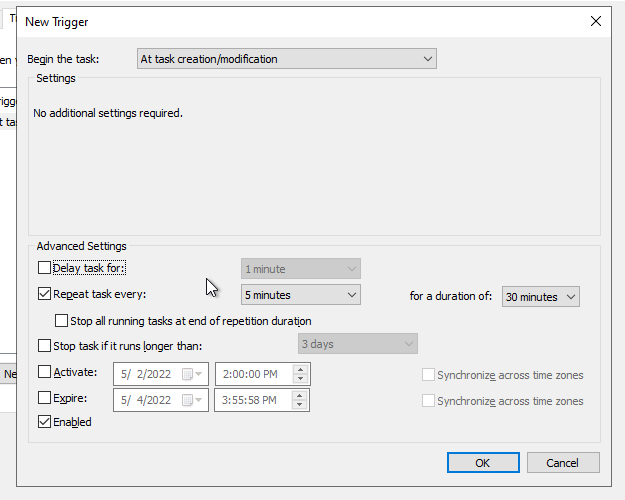 New Trigger
Begin the task: At task creation/modification
Settings
No additional settings required.
Advanced Settings
Delay task for: 1 minute
Repeat task every: 5 minutes for a duration of: 30 minutes
Stop all running tasks at end of repetition duration
Stop task if it runs longer than: 3 days
Activate: 5/ 2/2022 2:00:00 PM Synchronize across time zones
Expire: 5/ 4/2022 3:55:58 PM Synchronize across time zones
Enabled
OK Cancel